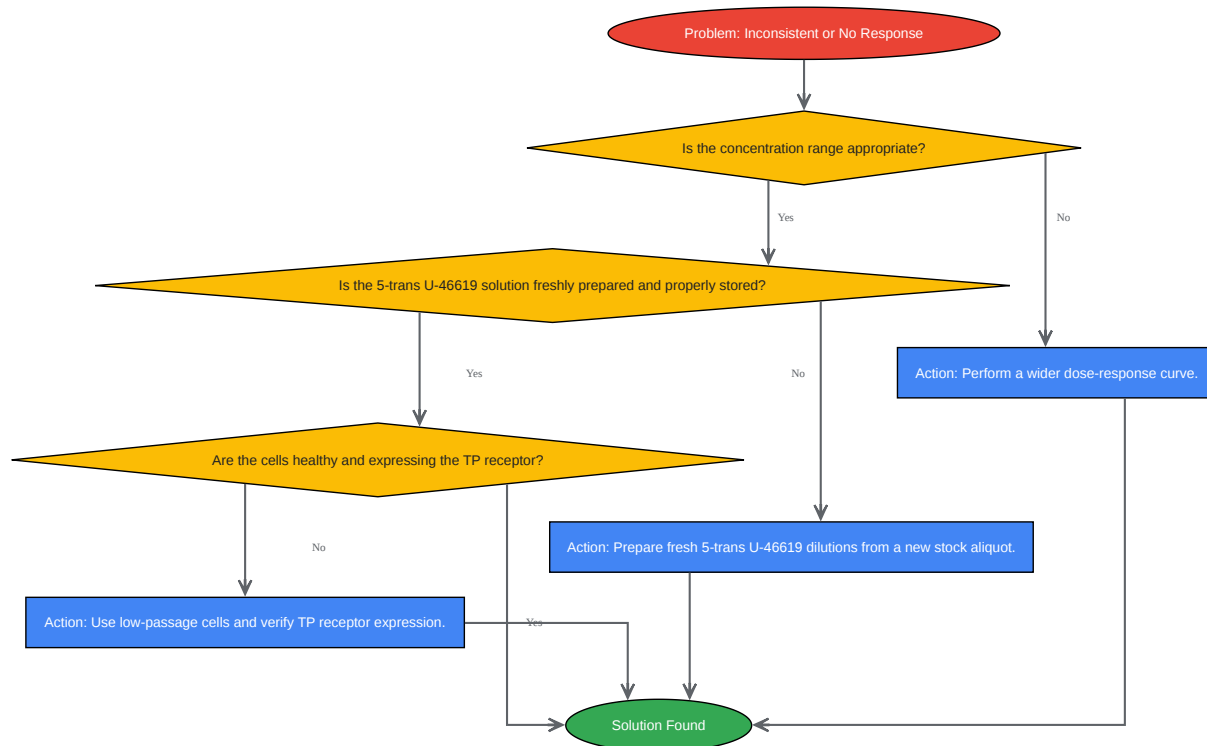 Problem: Inconsistent or No Response
Is the concentration range appropriate?
Yes
No
Is the 5-trans U-46619 solution freshly prepared and properly stored?
Yes
No
Action: Perform a wider dose-response curve.
Are the cells healthy and expressing the TP receptor?
No
Action: Prepare fresh 5-trans U-46619 dilutions from a new stock aliquot.
Action: Use low-passage cells and verify TP receptor expression.
Yes
Solution Found